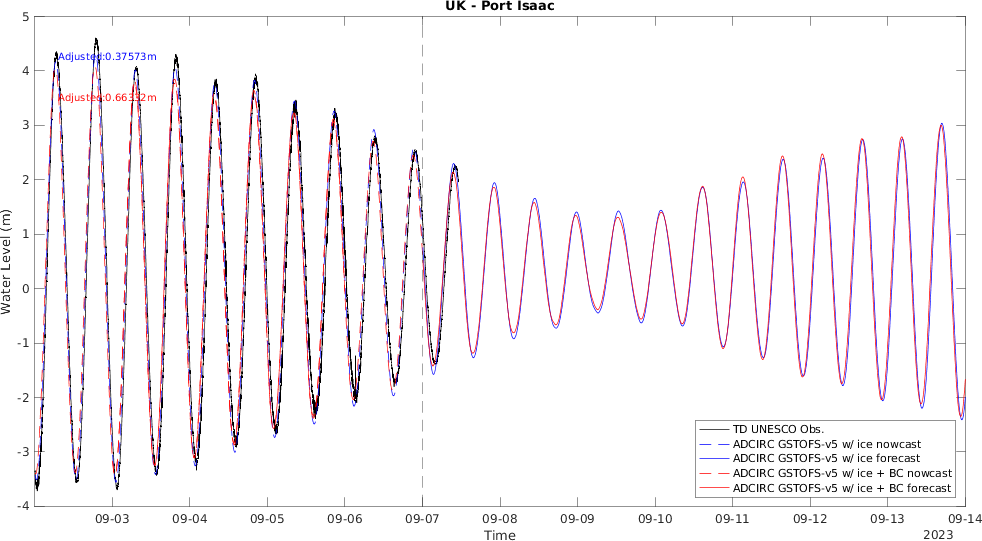 UK - Port Isaac
5
4
3
2
1
0
-1
-2
-3
-4
Water Level (m)
Adjusted:0.37573m
Adjusted:0.66332m
TD UNESCO Obs.
ADCIRC GSTOFS-v5 w/ ice nowcast
ADCIRC GSTOFS-v5 w/ ice forecast
ADCIRC GSTOFS-v5 w/ ice + BC nowcast
ADCIRC GSTOFS-v5 w/ ice + BC forecast
09-03 09-04 09-05 09-06 09-07 09-08 09-09 09-10 09-11 09-12 09-13 09-14
Time
2023